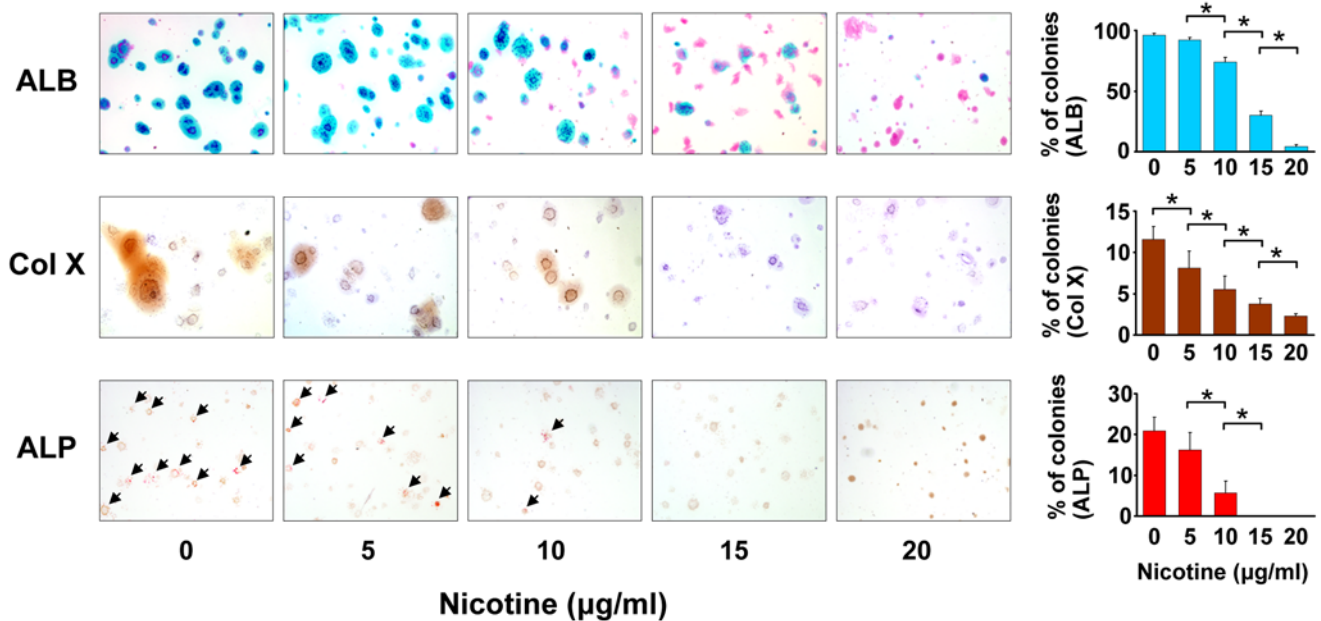 ALB
% of colonies
(ALB)
100
50
0
* * *
0 5 10 15 20
Col X
% of colonies
(Col X)
15
10
5
0
* * * *
0 5 10 15 20
ALP
% of colonies
(ALP)
30
20
10
0
* *
0 5 10 15 20
0 5 10 15 20
Nicotine (µg/ml)
Nicotine (µg/ml)